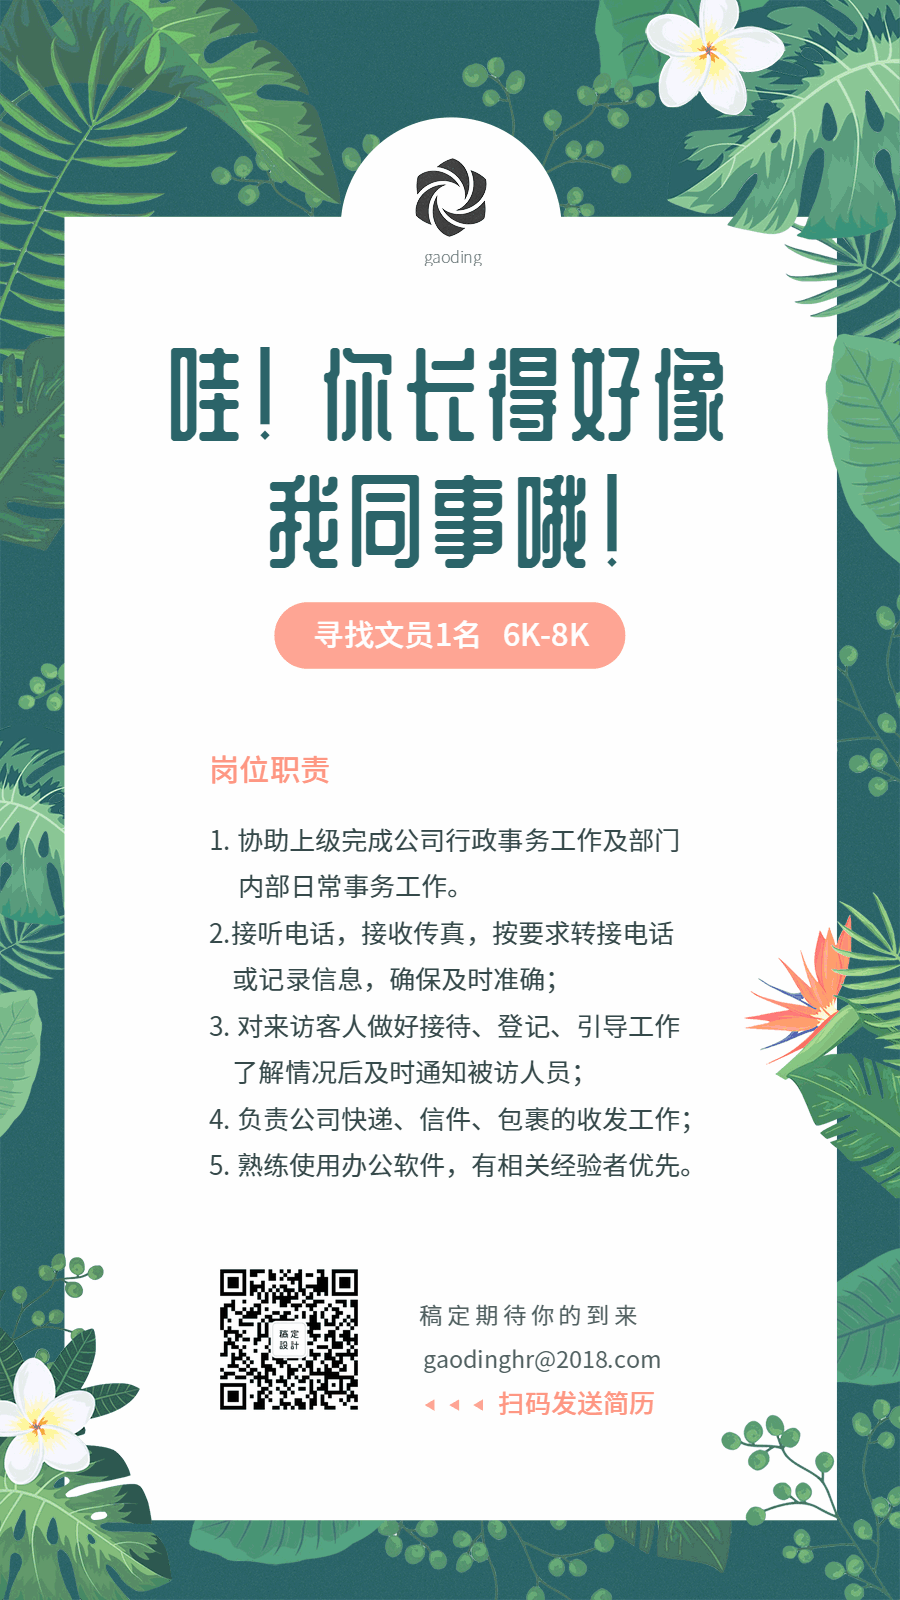 gaoding
哇！你长得好像
我同事哦！
寻找文员1名 6K-8K
岗位职责
1. 协助上级完成公司行政事务工作及部门
内部日常事务工作。
2.接听电话，接收传真，按要求转接电话
或记录信息，确保及时准确；
3. 对来访客人做好接待、登记、引导工作
了解情况后及时通知被访人员；
4. 负责公司快递、信件、包裹的收发工作；
5. 熟练使用办公软件，有相关经验者优先。
稿定
設計
稿定期待你的到来
gaodinghr@2018.com
扫码发送简历